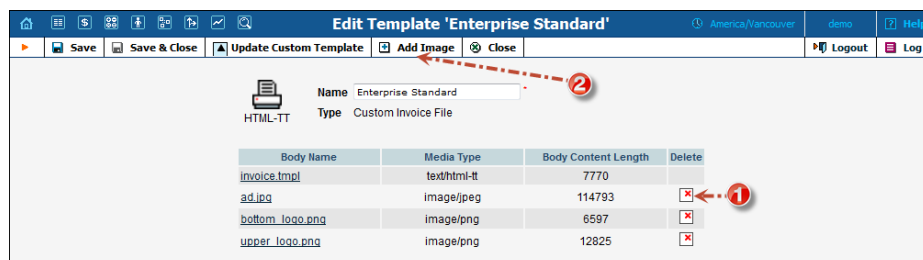 Edit Template 'Enterprise Standard' America/Vancouver demo Help
Save Save & Close Update Custom Template Add Image Close Logout Log
2
HTML-TT
Name Enterprise Standard *
Type Custom Invoice File
Body Name Media Type Body Content Length Delete
invoice.tmpl text/html-tt 7770
ad.jpg image/jpeg 114793
1
bottom_logo.png image/png 6597
upper_logo.png image/png 12825